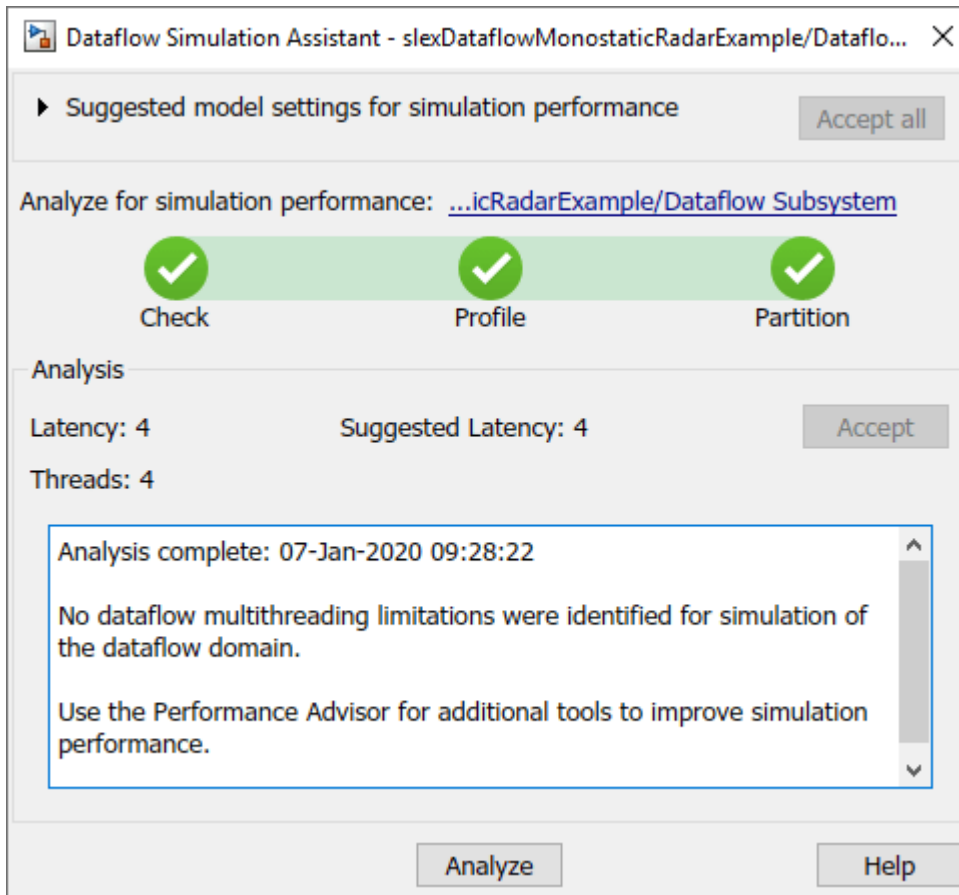 Dataflow Simulation Assistant - slexDataflowMonostaticRadarExample/Dataflo...
Suggested model settings for simulation performance
Accept all
Analyze for simulation performance: ...icRadarExample/Dataflow Subsystem
Check Profile Partition
Analysis
Latency: 4 Suggested Latency: 4 Accept
Threads: 4
Analysis complete: 07-Jan-2020 09:28:22
No dataflow multithreading limitations were identified for simulation of
the dataflow domain.
Use the Performance Advisor for additional tools to improve simulation
performance.
Analyze Help